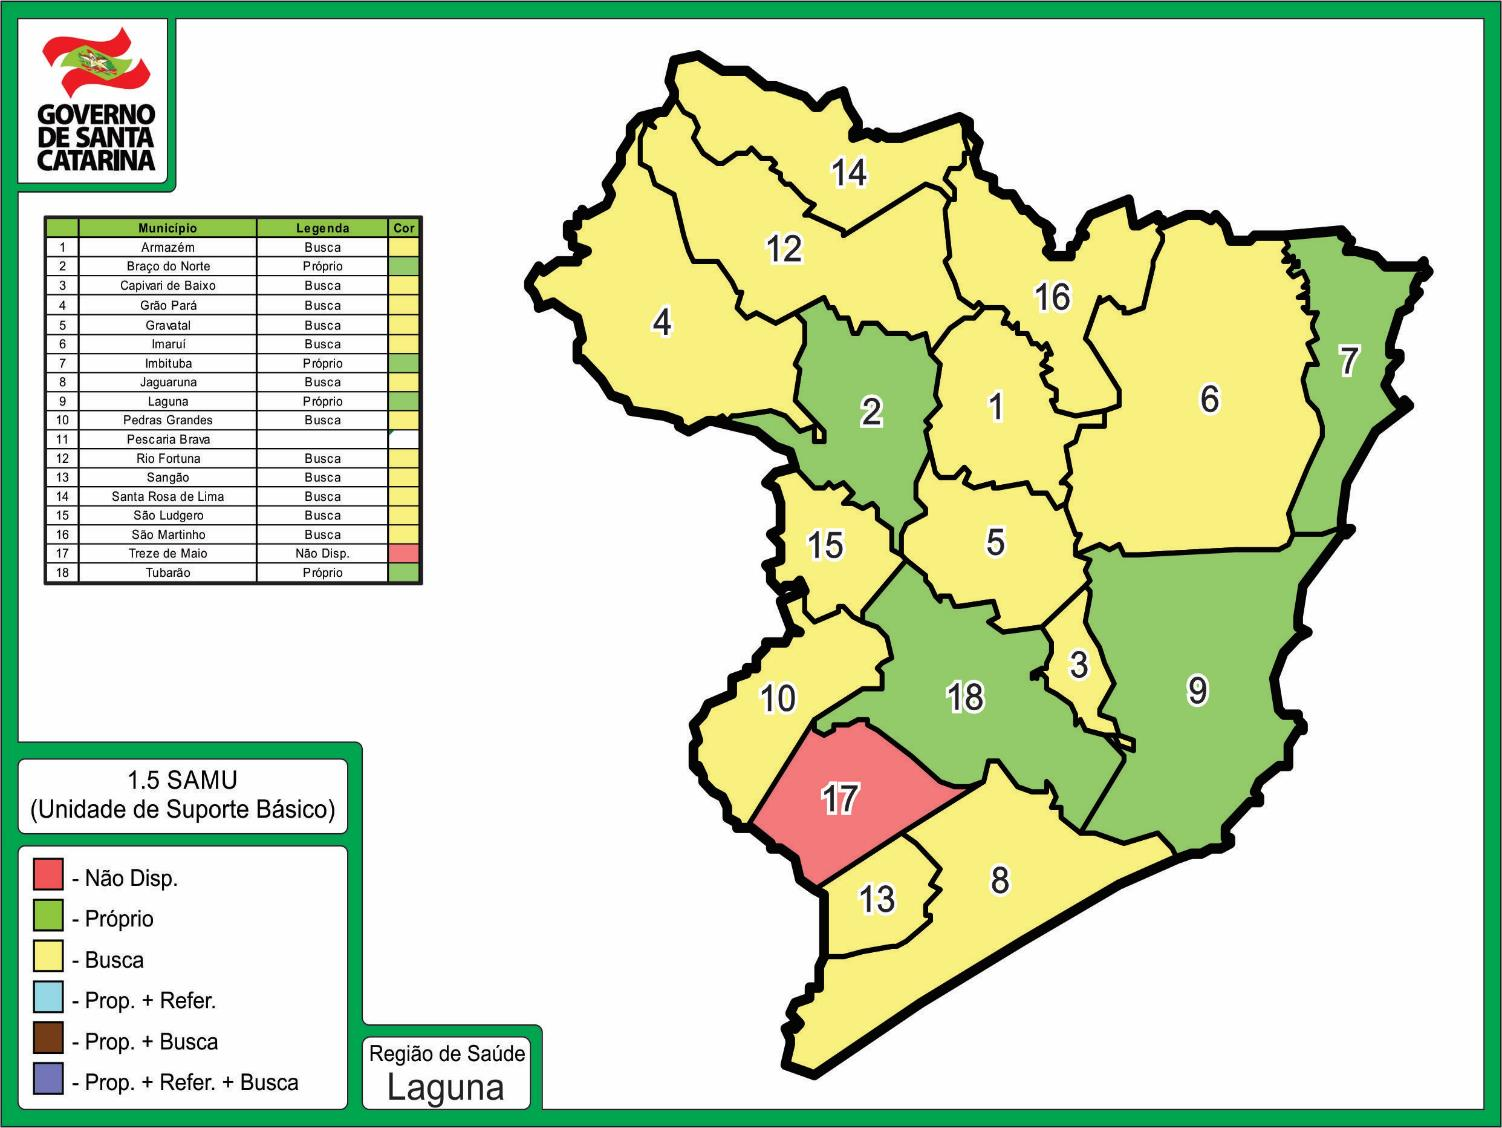 GOVERNO
DE SANTA
CATARINA
Município Legenda Cor
1 Armazém Busca
2 Braço do Norte Próprio
3 Capivari de Baixo Busca
4 Grão Pará Busca
5 Gravatal Busca
6 Imaruí Busca
7 Imbituba Próprio
8 Jaguaruna Busca
9 Laguna Próprio
10 Pedras Grandes Busca
11 Pescaria Brava
12 Rio Fortuna Busca
13 Sangão Busca
14 Santa Rosa de Lima Busca
15 São Ludgero Busca
16 São Martinho Busca
17 Treze de Maio Não Disp.
18 Tubarão Próprio
14
12
16
4
7
6
1
2
5
15
3
9
10
18
17
8
13
1.5 SAMU
(Unidade de Suporte Básico)
- Não Disp.
- Próprio
- Busca
- Prop. + Refer.
- Prop. + Busca
- Prop. + Refer. + Busca
Região de Saúde
Laguna